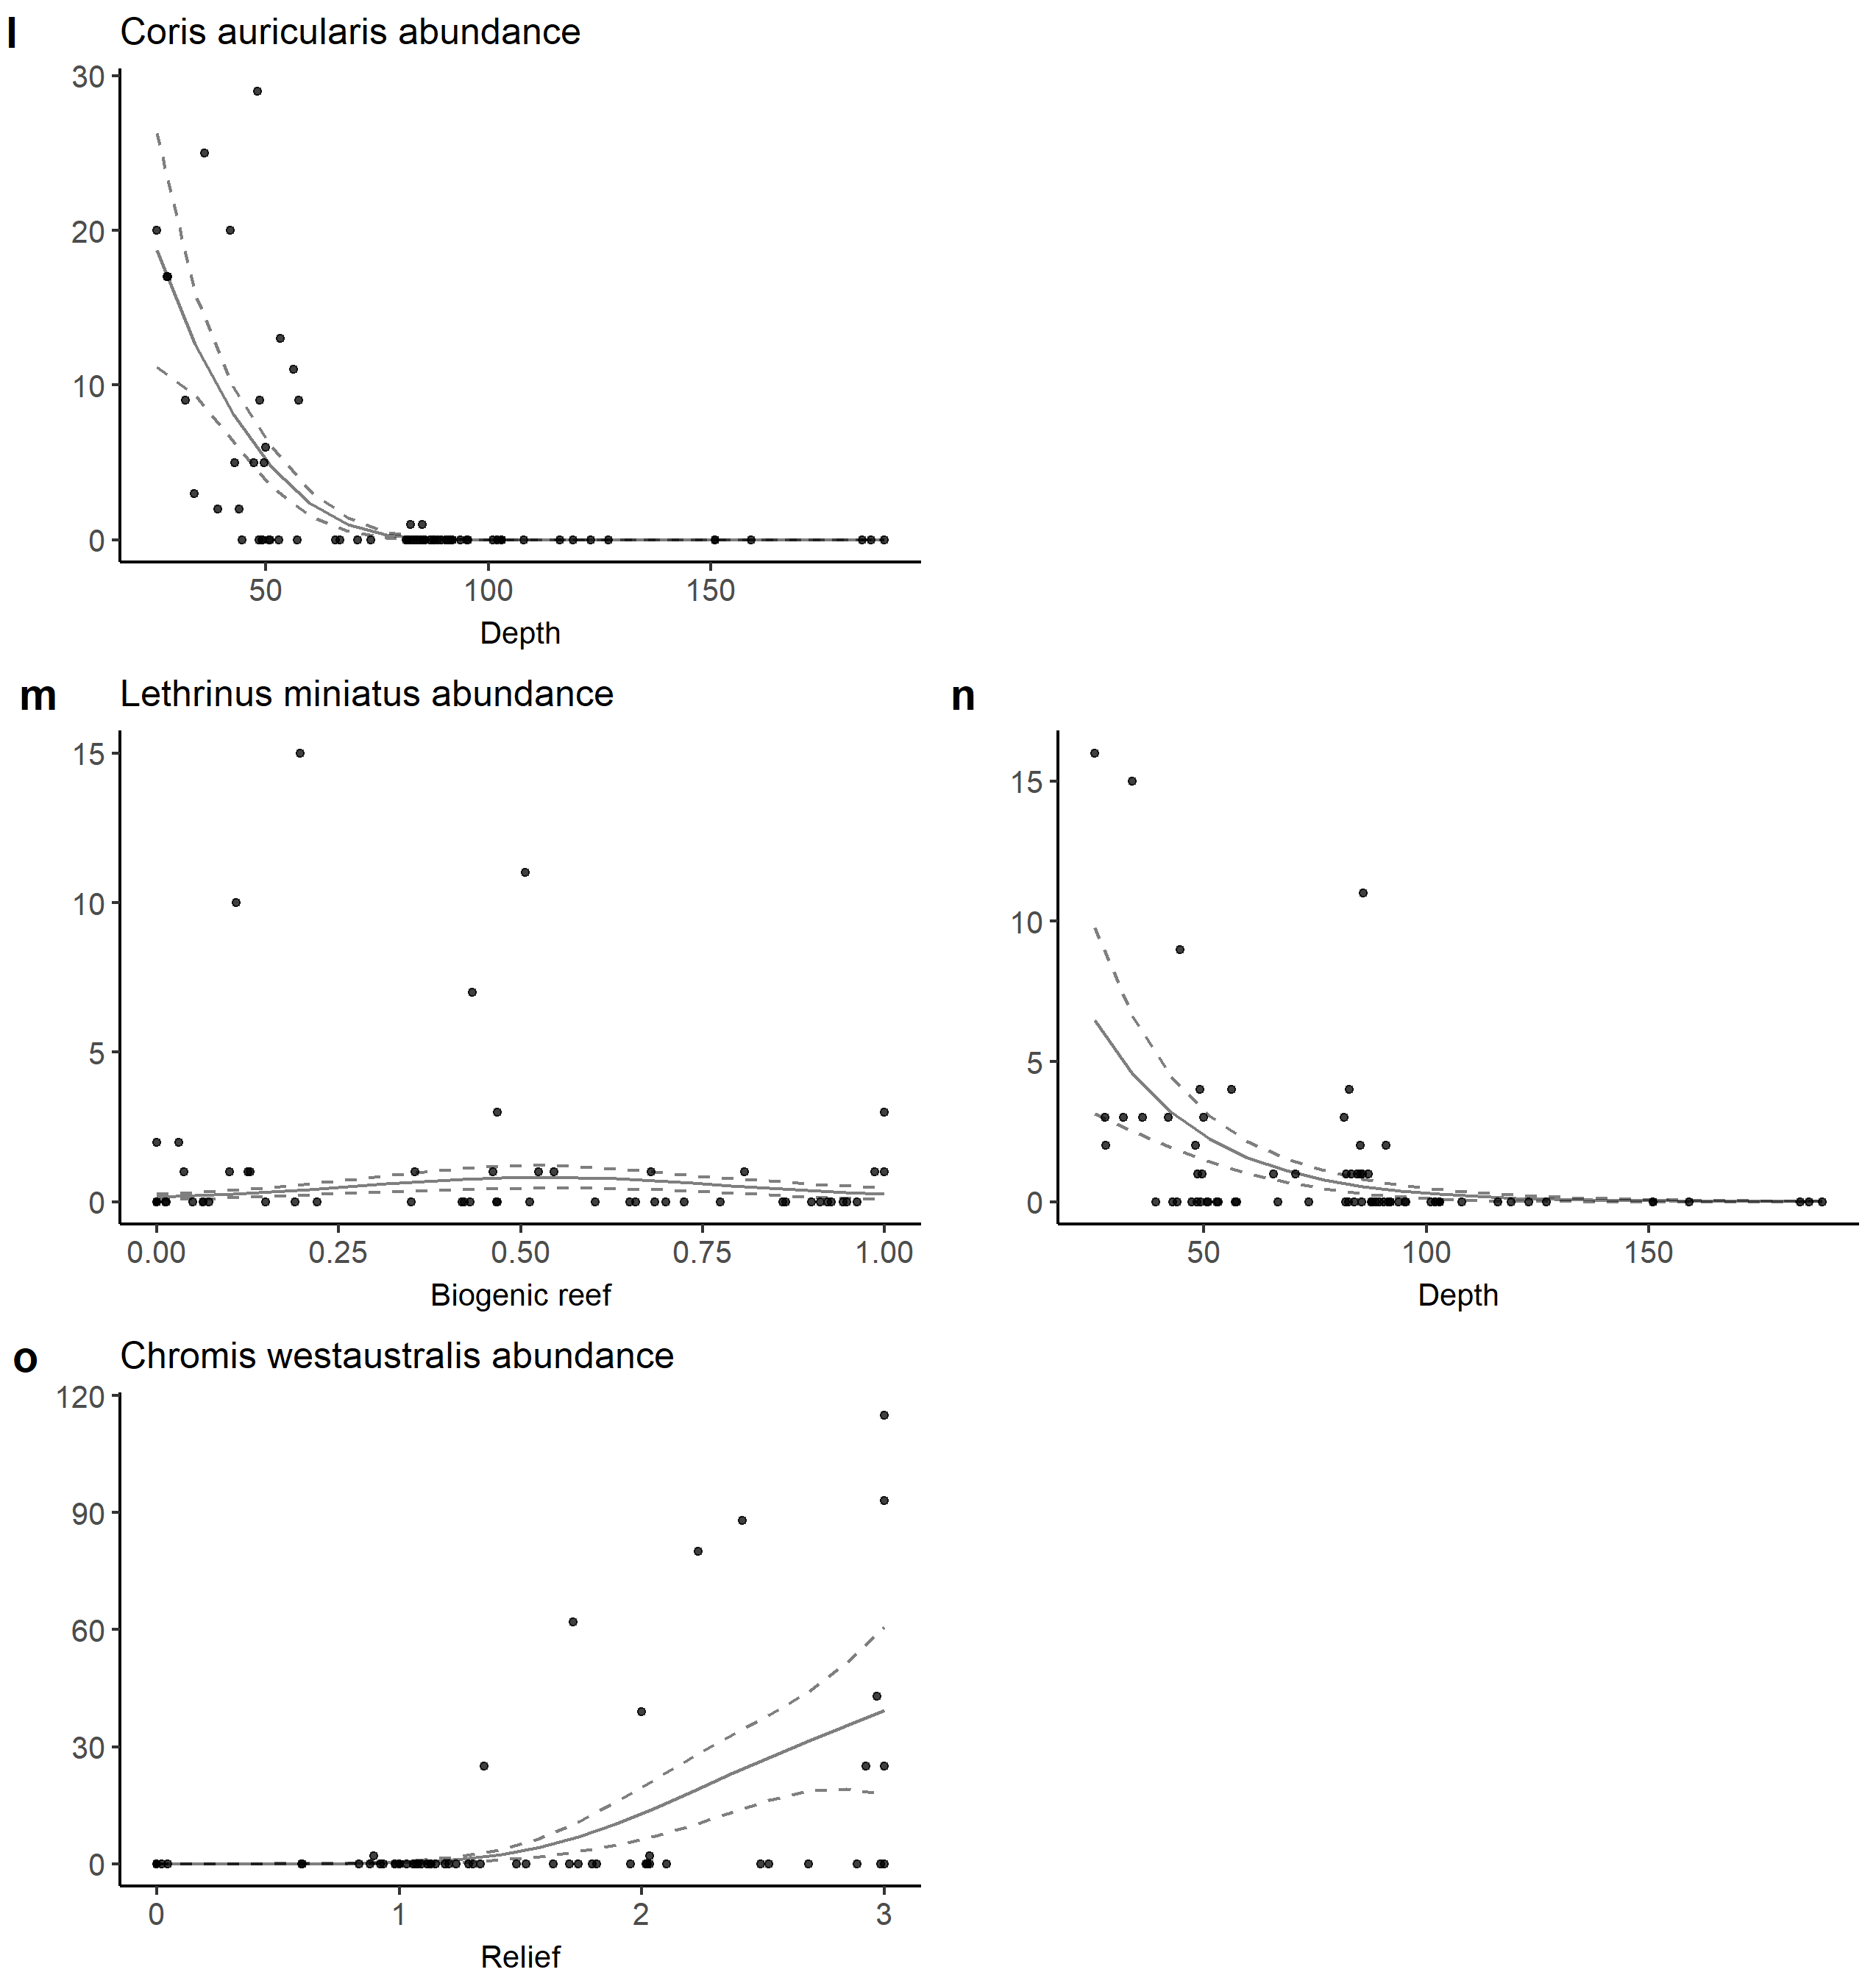 l Coris auricularis abundance
30
20
10
0
50 100 150
Depth
m Lethrinus miniatus abundance
15
10
5
0
0.00 0.25 0.50 0.75 1.00
Biogenic reef
n
15
10
5
0
50 100 150
Depth
o Chromis westaustralis abundance
120
90
60
30
0
0 1 2 3
Relief